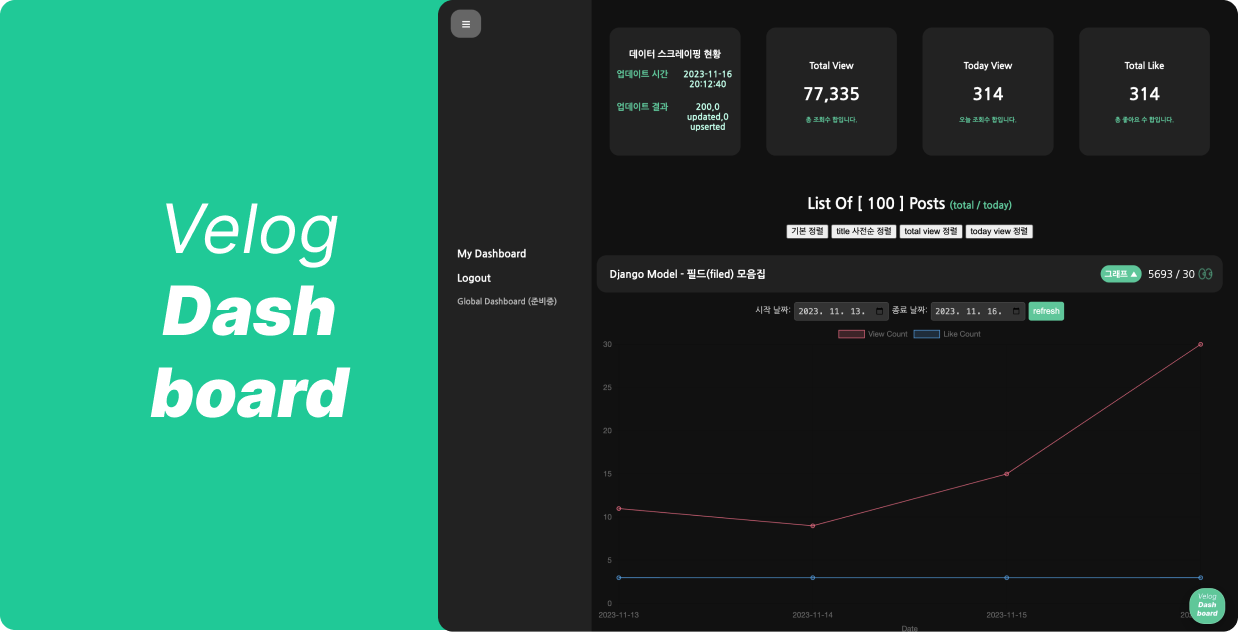 Velog
Dash
board
≡
My Dashboard
Logout
Global Dashboard (준비중)
데이터 스크레이핑 현황
업데이트 시간 2023-11-16
20:12:40
업데이트 결과 200,0
updated,0
upserted
Total View
77,335
총 조회수 합입니다.
Today View
314
오늘 조회수 합입니다.
Total Like
314
총 좋아요 수 합입니다.
List Of [ 100 ] Posts (total / today)
기본 정렬 title 사전순 정렬 total view 정렬 today view 정렬
Django Model - 필드(filed) 모음집 그래프 ▲ 5693 / 30 👀
시작 날짜: 2023. 11. 13. 종료 날짜: 2023. 11. 16. refresh
View Count Like Count
30
25
20
15
10
5
0
2023-11-13 2023-11-14 2023-11-15
Date
Velog
Dash
board